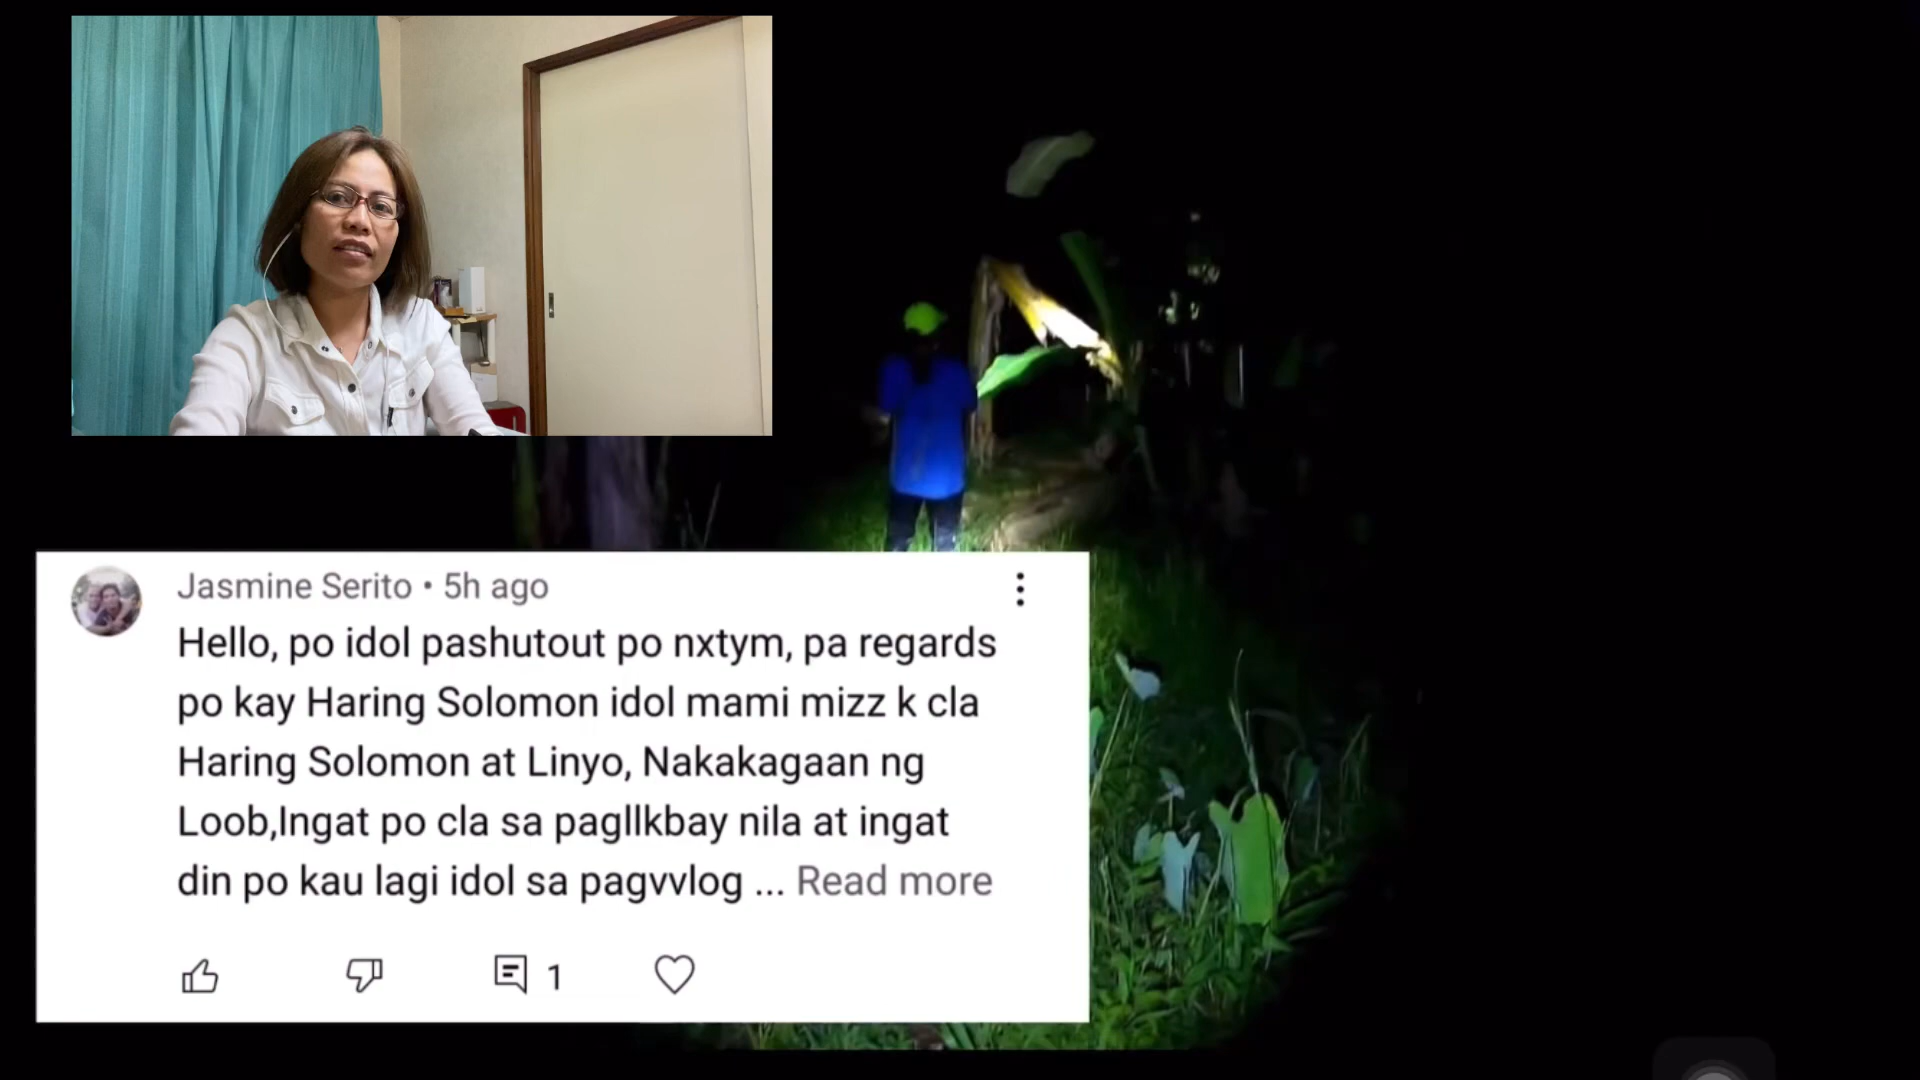 Jasmine Serito • 5h ago
Hello, po idol pashutout po nxtym, pa regards
po kay Haring Solomon idol mami mizz k cla
Haring Solomon at Linyo, Nakakagaan ng
Loob,Ingat po cla sa pagllkbay nila at ingat
din po kau lagi idol sa pagvvlog ... Read more
1